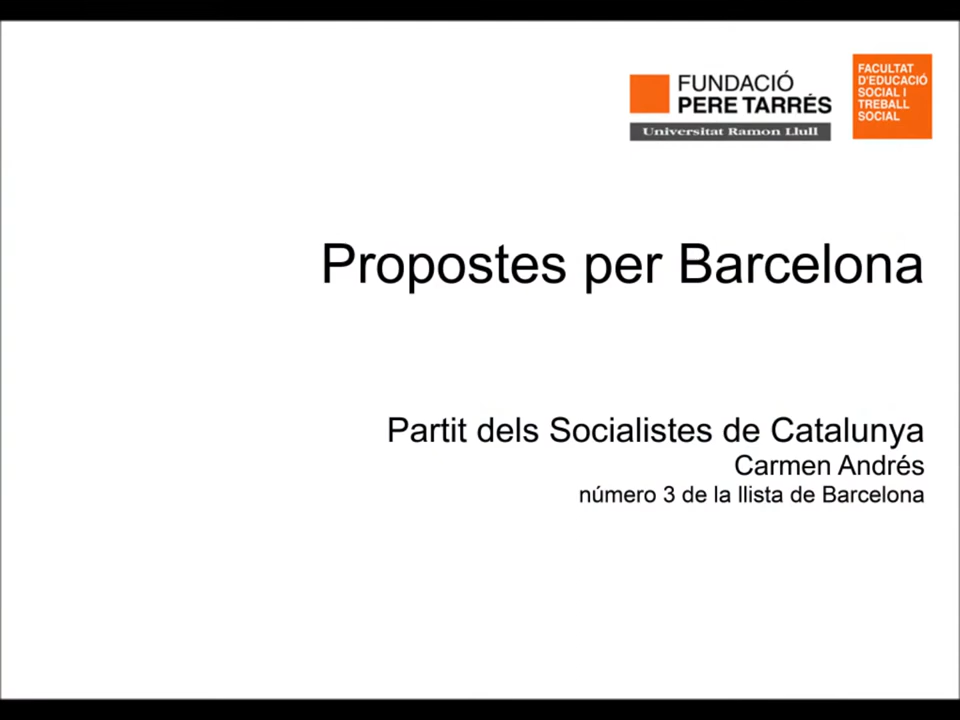 FUNDACIÓ
PERE TARRÉS
Universitat Ramon Llull
FACULTAT
D'EDUCACIÓ
SOCIAL I
TREBALL
SOCIAL
Propostes per Barcelona
Partit dels Socialistes de Catalunya
Carmen Andrés
número 3 de la llista de Barcelona